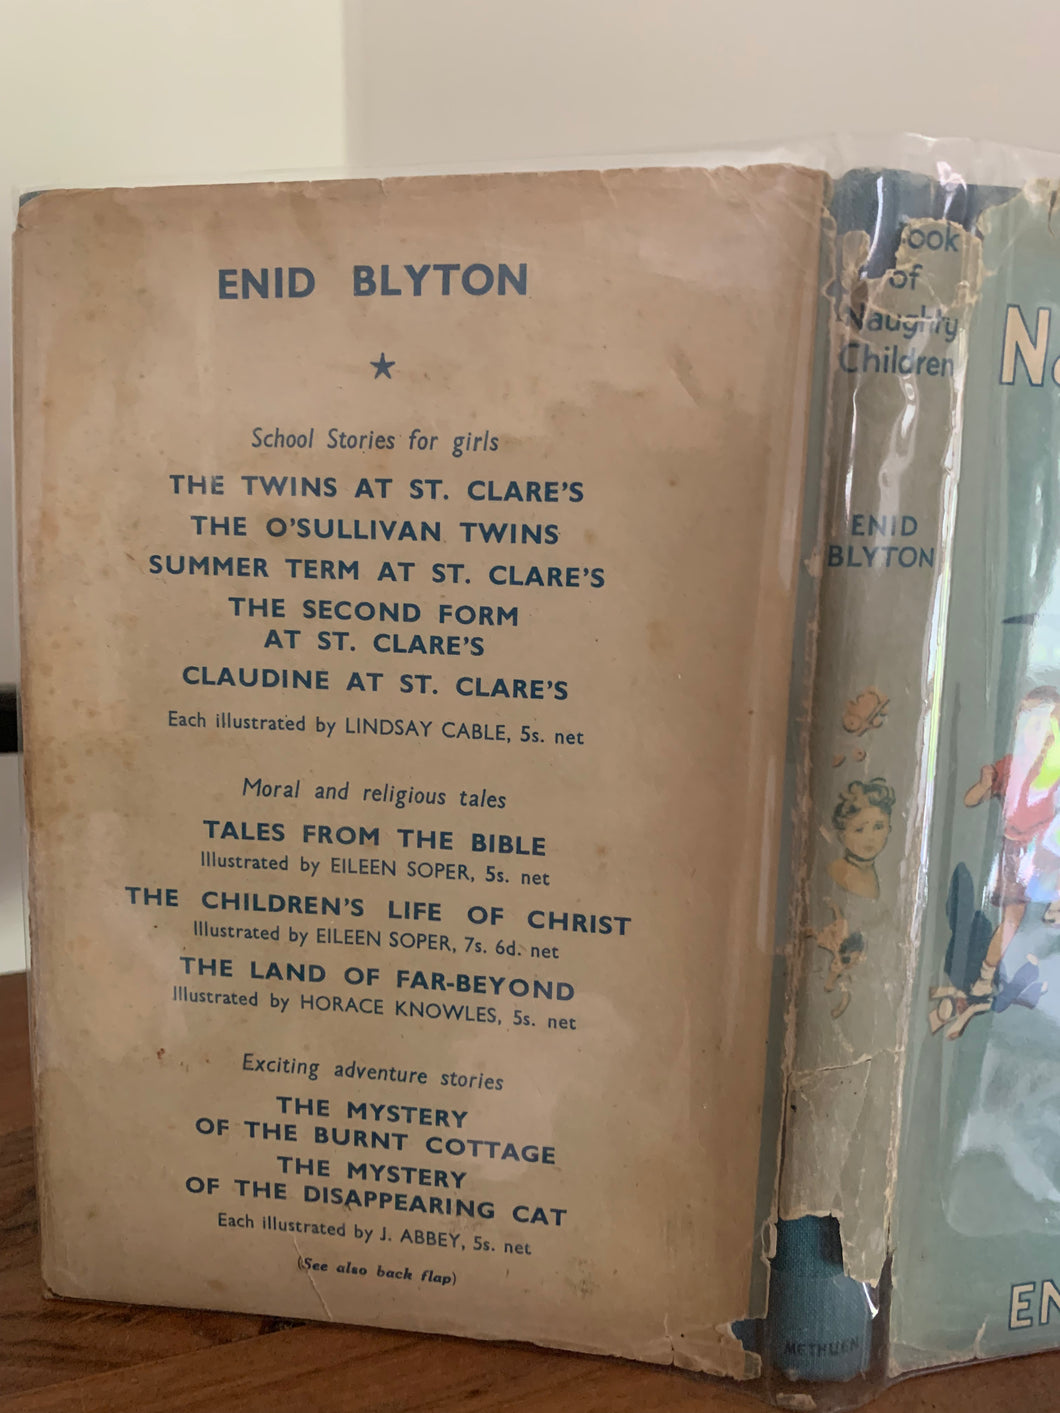 ENID BLYTON
★
School Stories for girls
THE TWINS AT ST. CLARE'S
THE O'SULLIVAN TWINS
SUMMER TERM AT ST. CLARE'S
THE SECOND FORM
AT ST. CLARE'S
CLAUDINE AT ST. CLARE'S
Each illustrated by LINDSAY CABLE, 5s. net
Moral and religious tales
TALES FROM THE BIBLE
Illustrated by EILEEN SOPER, 5s. net
THE CHILDREN'S LIFE OF CHRIST
Illustrated by EILEEN SOPER, 7s. 6d. net
THE LAND OF FAR-BEYOND
Illustrated by HORACE KNOWLES, 5s. net
Exciting adventure stories
THE MYSTERY
OF THE BURNT COTTAGE
THE MYSTERY
OF THE DISAPPEARING CAT
Each illustrated by J. ABBEY, 5s. net
(See also back flap)
ook
of
Naughty
Children
ENID
BLYTON
METHUEN
N
EN